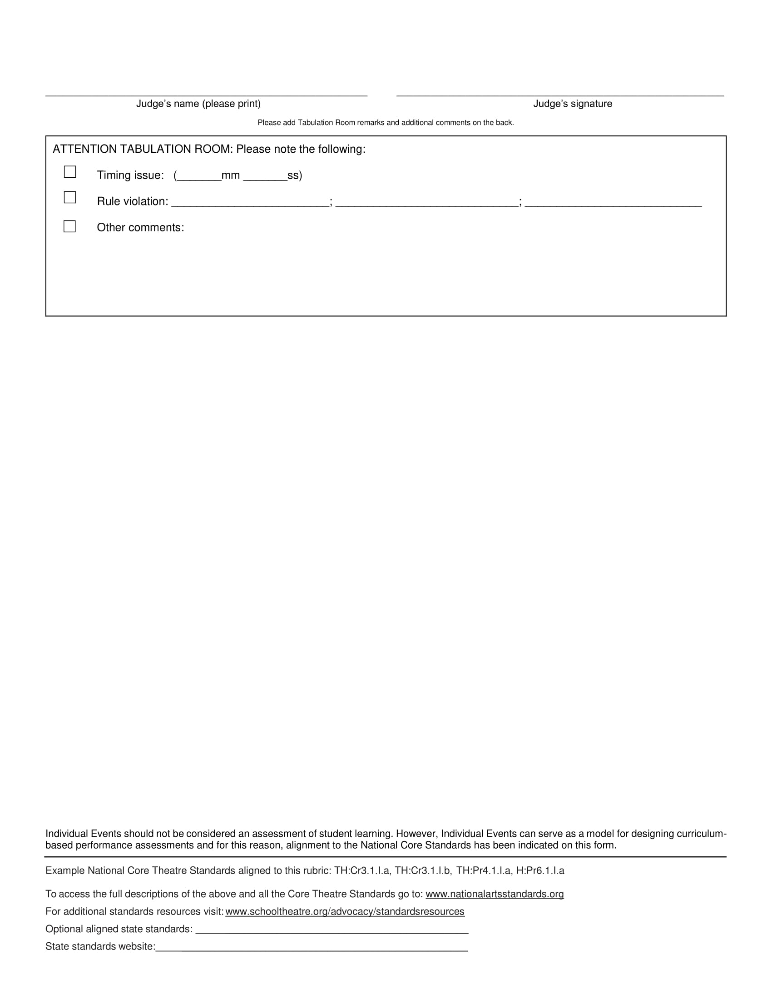 Judge’s name (please print)
Judge’s signature
Please add Tabulation Room remarks and additional comments on the back.
ATTENTION TABULATION ROOM: Please note the following:
Timing issue: (_______mm _______ss)
Rule violation: _________________________; _____________________________; ____________________________
Other comments:
Individual Events should not be considered an assessment of student learning. However, Individual Events can serve as a model for designing curriculum-
based performance assessments and for this reason, alignment to the National Core Standards has been indicated on this form.
Example National Core Theatre Standards aligned to this rubric: TH:Cr3.1.I.a, TH:Cr3.1.I.b, TH:Pr4.1.I.a, H:Pr6.1.I.a
To access the full descriptions of the above and all the Core Theatre Standards go to: www.nationalartsstandards.org
For additional standards resources visit: www.schooltheatre.org/advocacy/standardsresources
Optional aligned state standards: ________________________________________________
State standards website:_______________________________________________________